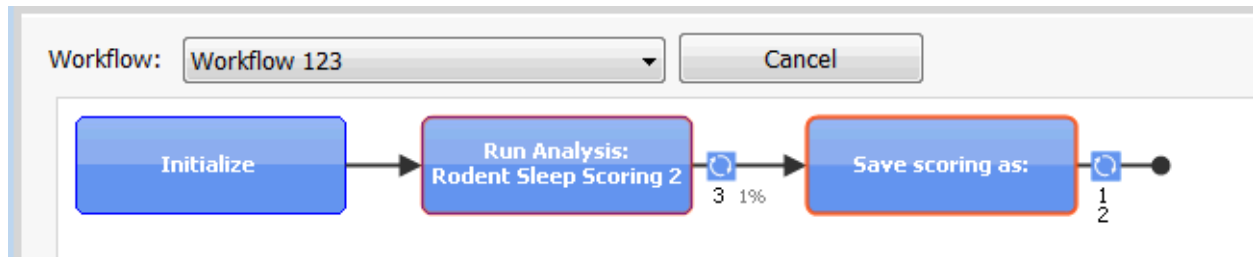 Workflow: Workflow 123 Cancel
Initialize
Run Analysis:
Rodent Sleep Scoring 2
Save scoring as:
3 1%
1
2